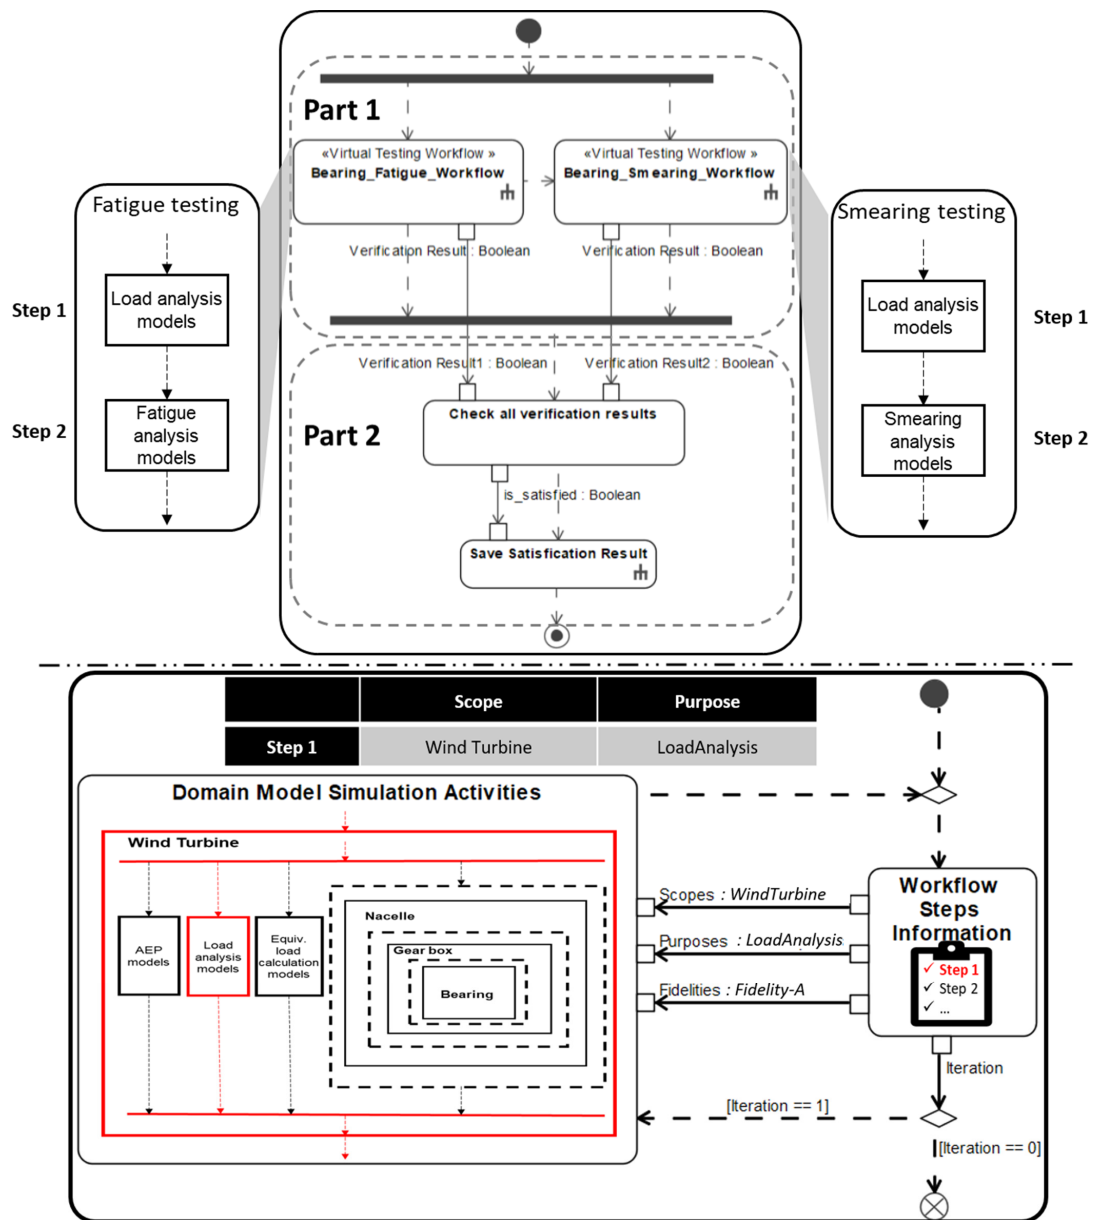 Part 1
«Virtual Testing Workflow »
Bearing_Fatigue_Workflow
«Virtual Testing Workflow »
Bearing_Smearing_Workflow
Verification Result : Boolean
Verification Result : Boolean
Fatigue testing
Step 1
Load analysis
models
Step 2
Fatigue
analysis
models
Smearing testing
Load analysis
models
Step 1
Smearing
analysis
models
Step 2
Verification Result1 : Boolean
Verification Result2 : Boolean
Part 2
Check all verification results
is_satisfied : Boolean
Save Satisfication Result
Scope
Purpose
Step 1
Wind Turbine
LoadAnalysis
Domain Model Simulation Activities
Wind Turbine
AEP
models
Load
analysis
models
Equiv.
load
calculation
models
Nacelle
Gear box
Bearing
Scopes : WindTurbine
Purposes : LoadAnalysis
Fidelities : Fidelity-A
Workflow
Steps
Information
✓ Step 1
✓ Step 2
✓ ...
Iteration
[Iteration == 1]
[Iteration == 0]